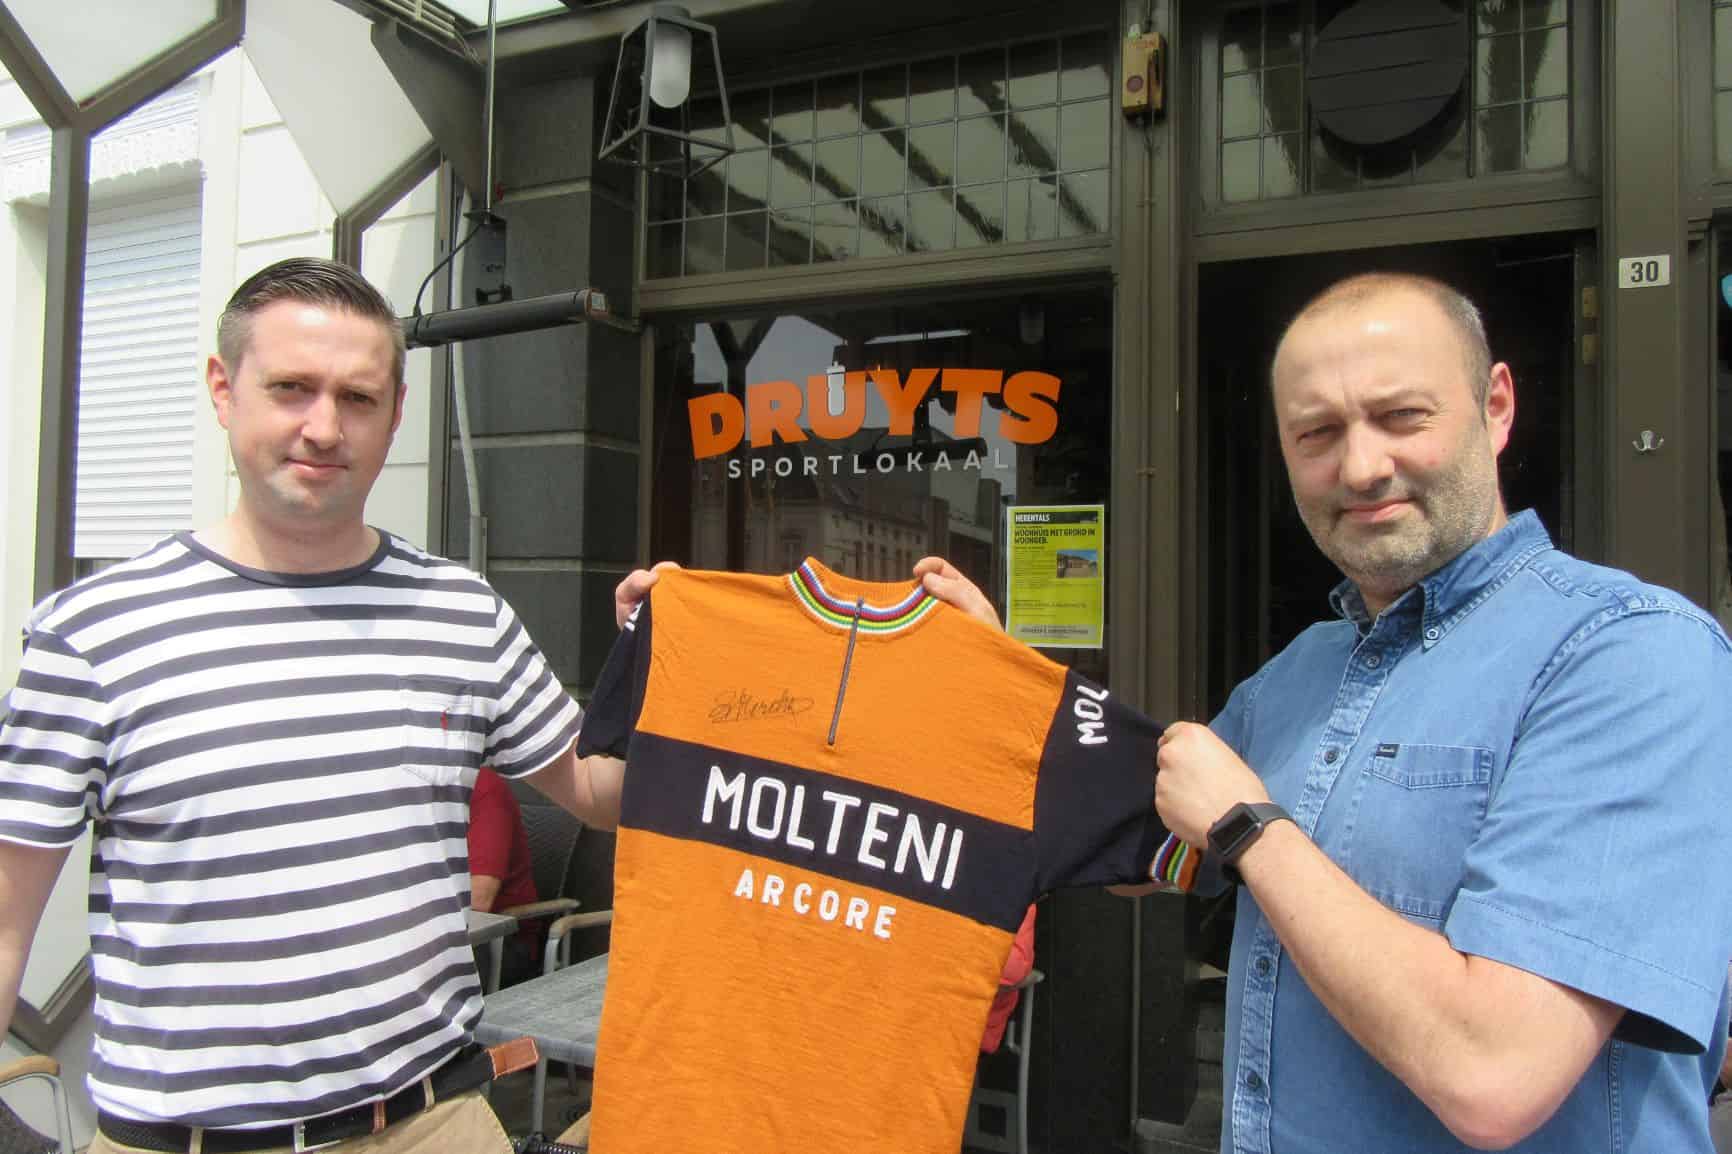 30
DRUYTS
SPORTLOKAAL
HERENTALS
WOONHUIS MET GROND IN
WOONGEB.
MOL
MOLTENI
ARCORE